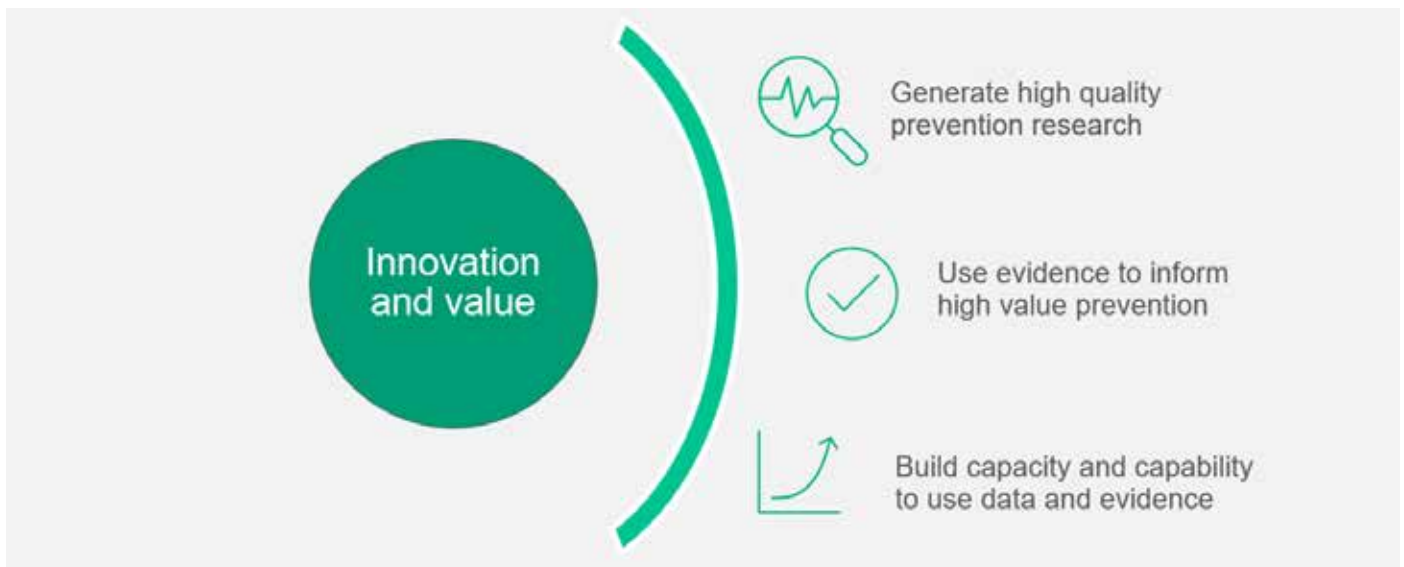 Innovation
and value
Generate high quality
prevention research
Use evidence to inform
high value prevention
Build capacity and capability
to use data and evidence